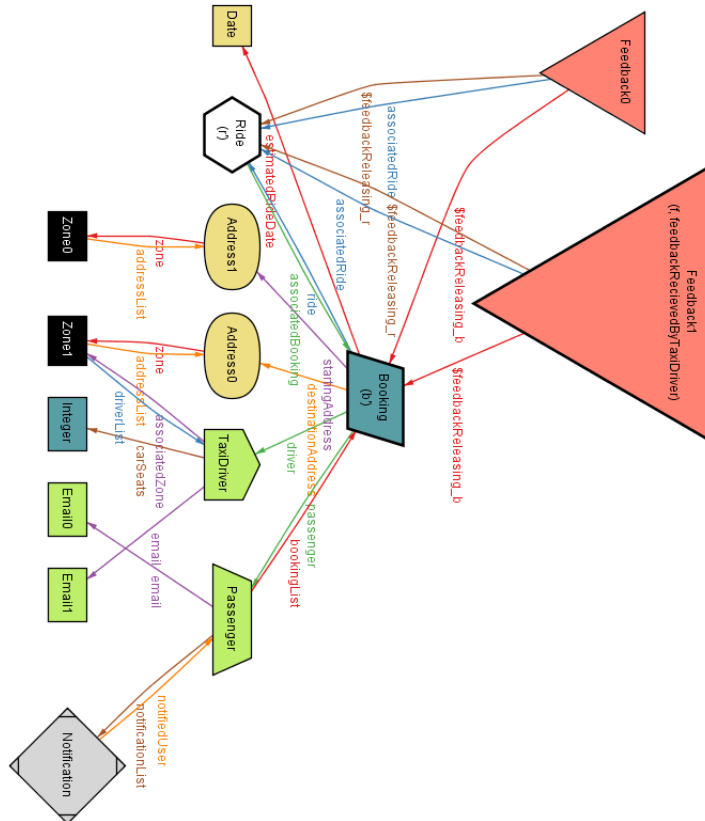 Feedback0
Feedback1
(f, feedbackRecievedByTaxiDriver)
$feedbackReleasing_b
$feedbackReleasing_b
associatedRide
$feedbackReleasing_r
$feedbackReleasing_r
associatedRide
Date
Ride
(r')
estimatedRideDate
Booking
(b')
ride
associatedBooking
startingAddress
destinationAddress
driver
passenger
bookingList
Address1
Address0
TaxiDriver
Passenger
zone
addressList
zone
addressList
associatedZone
driverList
carSeats
email
email
notifiedUser
notificationList
Zone0
Zone1
Integer
Email0
Email1
Notification